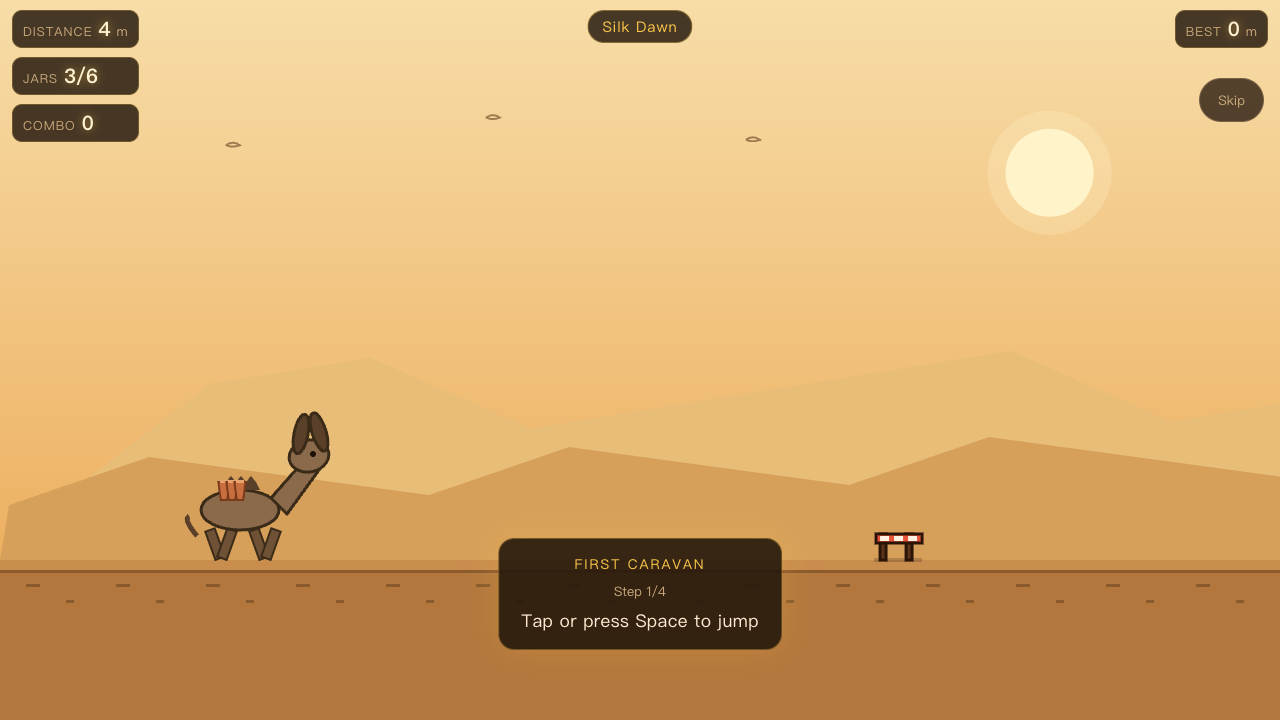 DISTANCE 4 m
JARS 3/6
COMBO 0
Silk Dawn
BEST 0 m
Skip
FIRST CARAVAN
Step 1/4
Tap or press Space to jump